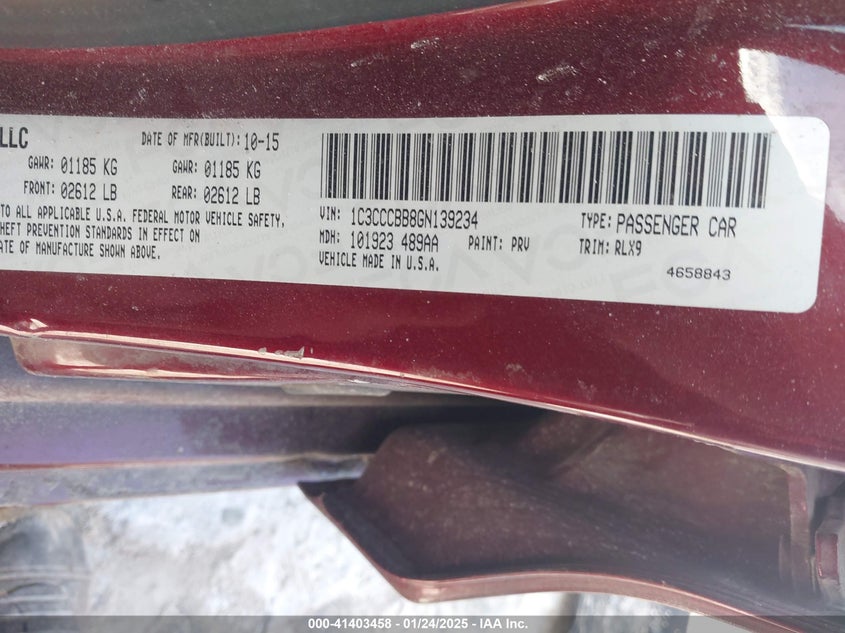 LLC DATE OF MFR(BUILT): 10-15
GAWR: 01185 KG GAWR: 01185 KG
FRONT: 02612 LB REAR: 02612 LB
TO ALL APPLICABLE U.S.A. FEDERAL MOTOR VEHICLE SAFETY,
HEFT PREVENTION STANDARDS IN EFFECT ON
DATE OF MANUFACTURE SHOWN ABOVE.
VIN: 1C3CCCBB8GN139234 TYPE: PASSENGER CAR
MDH: 101923 489AA PAINT: PRV TRIM: RLX9
VEHICLE MADE IN U.S.A. 4658843
000-41403458 - 01/24/2025 - IAA Inc.